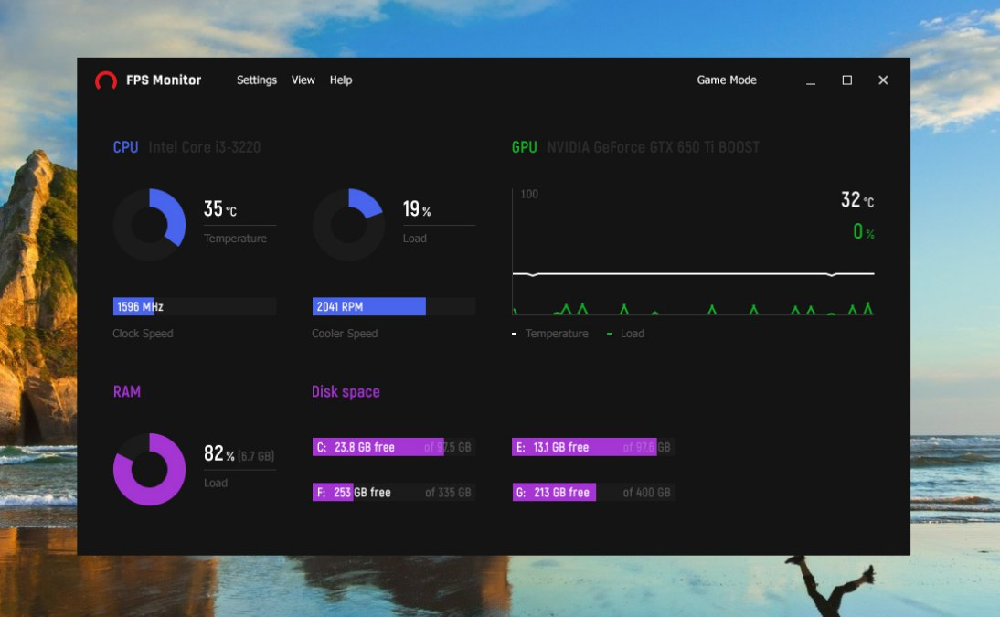 FPS Monitor Settings View Help Game Mode
CPU Intel Core i3-3220
35 °C
Temperature
19 %
Load
1596 MHz
Clock Speed
2041 RPM
Cooler Speed
GPU NVIDIA GeForce GTX 650 Ti BOOST
100
32 °C
0 %
Temperature Load
RAM
82 % (6.7 GB)
Load
Disk space
C: 23.8 GB free of 97.5 GB
E: 13.1 GB free of 97.6 GB
F: 253 GB free of 335 GB
G: 213 GB free of 400 GB